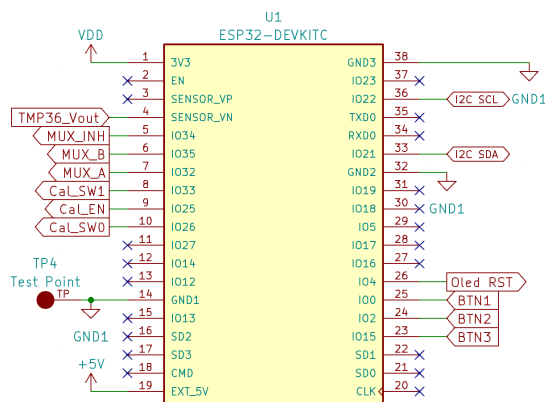 U1
ESP32-DEVKITC
VDD
1 3V3 GND3 38
2 EN IO23 37
3 SENSOR_VP IO22 36 I2C SCL GND1
TMP36_Vout 4 SENSOR_VN TXD0 35
MUX_INH 5 IO34 RXD0 34
MUX_B 6 IO35 IO21 33 I2C SDA
MUX_A 7 IO32 GND2 32
Cal_SW1 8 IO33 IO19 31
Cal_EN 9 IO25 IO18 30 GND1
Cal_SW0 10 IO26 IO5 29
11 IO27 IO17 28
TP4
12 IO14 IO16 27
Test Point 13 IO12 IO4 26 Oled RST
TP 14 GND1 IO0 25 BTN1
15 IO13 IO2 24 BTN2
GND1 16 SD2 IO15 23 BTN3
17 SD3 SD1 22
+5V
18 CMD SD0 21
19 EXT_5V CLK 20